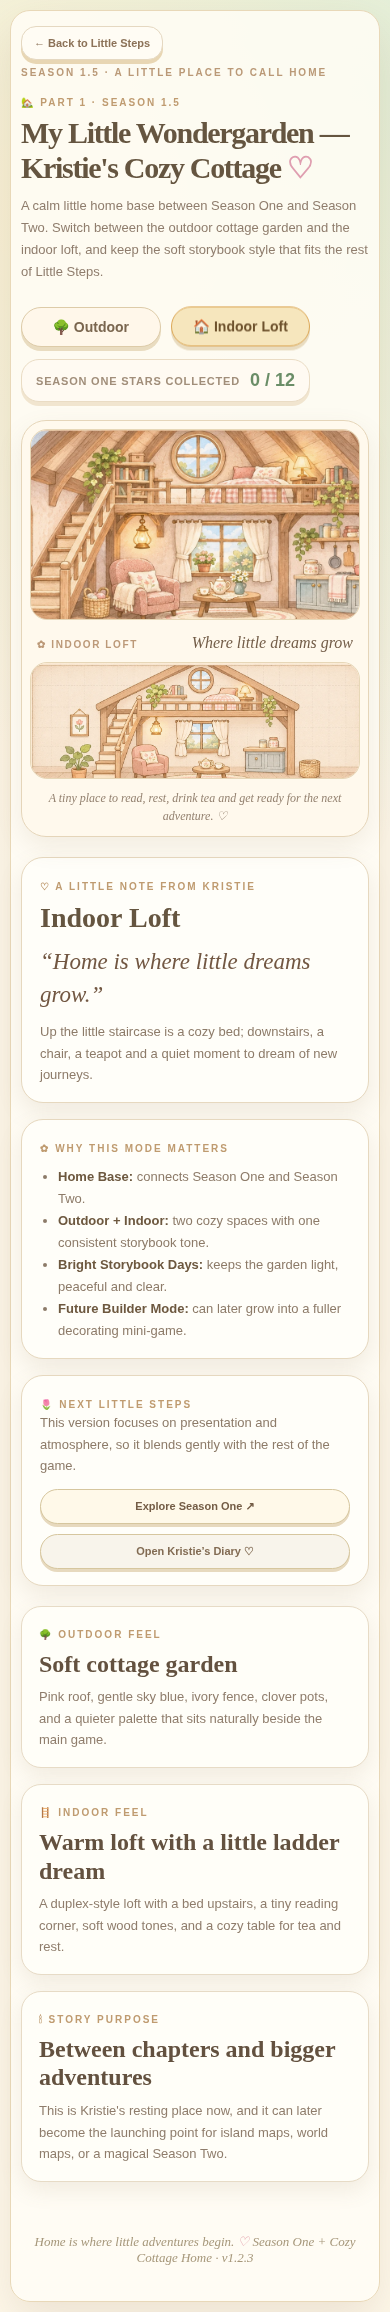 ← Back to Little Steps
SEASON 1.5 · A LITTLE PLACE TO CALL HOME
🏡 PART 1 · SEASON 1.5
My Little Wondergarden —
Kristie's Cozy Cottage ♡
A calm little home base between Season One and Season
Two. Switch between the outdoor cottage garden and the
indoor loft, and keep the soft storybook style that fits the rest
of Little Steps.
🌳 Outdoor
🏠 Indoor Loft
SEASON ONE STARS COLLECTED 0 / 12
✿ INDOOR LOFT
Where little dreams grow
A tiny place to read, rest, drink tea and get ready for the next
adventure. ♡
♡ A LITTLE NOTE FROM KRISTIE
Indoor Loft
“Home is where little dreams
grow.”
Up the little staircase is a cozy bed; downstairs, a
chair, a teapot and a quiet moment to dream of new
journeys.
✿ WHY THIS MODE MATTERS
• Home Base: connects Season One and Season
Two.
• Outdoor + Indoor: two cozy spaces with one
consistent storybook tone.
• Bright Storybook Days: keeps the garden light,
peaceful and clear.
• Future Builder Mode: can later grow into a fuller
decorating mini-game.
🌷 NEXT LITTLE STEPS
This version focuses on presentation and
atmosphere, so it blends gently with the rest of the
game.
Explore Season One ↗
Open Kristie's Diary ♡
🌳 OUTDOOR FEEL
Soft cottage garden
Pink roof, gentle sky blue, ivory fence, clover pots,
and a quieter palette that sits naturally beside the
main game.
🪜 INDOOR FEEL
Warm loft with a little ladder
dream
A duplex-style loft with a bed upstairs, a tiny reading
corner, soft wood tones, and a cozy table for tea and
rest.
🕯 STORY PURPOSE
Between chapters and bigger
adventures
This is Kristie's resting place now, and it can later
become the launching point for island maps, world
maps, or a magical Season Two.
Home is where little adventures begin. ♡ Season One + Cozy
Cottage Home · v1.2.3